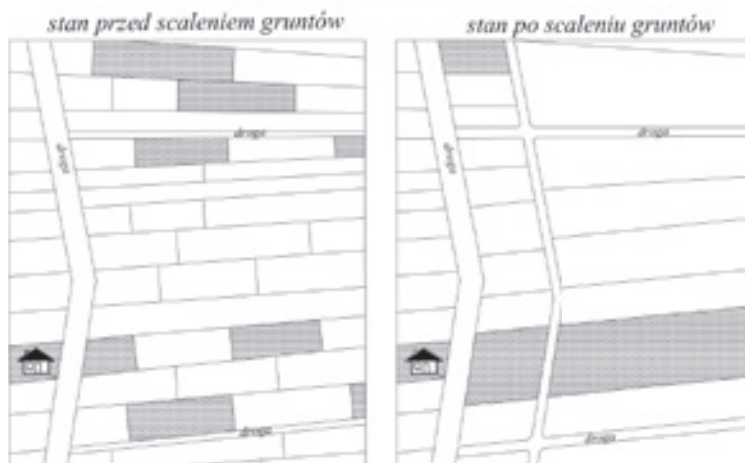 stan przed scaleniem gruntów
stan po scaleniu gruntów
droga
droga
droga
droga
droga
droga